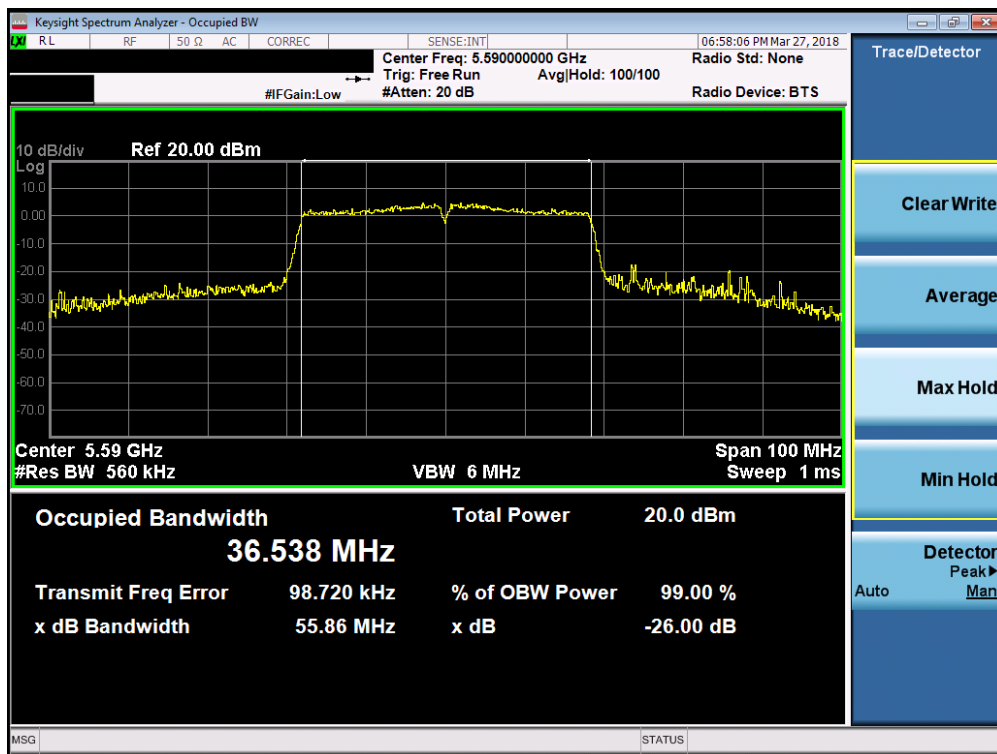 Keysight Spectrum Analyzer - Occupied BW
LXI RL RF 50 Ω AC CORREC SENSE:INT 06:58:06 PM Mar 27, 2018
Center Freq: 5.590000000 GHz Radio Std: None
Trig: Free Run Avg|Hold: 100/100
#IFGain:Low #Atten: 20 dB Radio Device: BTS
10 dB/div Ref 20.00 dBm
Log
10.0
0.00
-10.0
-20.0
-30.0
-40.0
-50.0
-60.0
-70.0
Center 5.59 GHz Span 100 MHz
#Res BW 560 kHz VBW 6 MHz Sweep 1 ms
Occupied Bandwidth Total Power 20.0 dBm
36.538 MHz
Transmit Freq Error 98.720 kHz % of OBW Power 99.00 %
x dB Bandwidth 55.86 MHz x dB -26.00 dB
Trace/Detector
Clear Write
Average
Max Hold
Min Hold
Detector
Peak▶
Auto Man
MSG STATUS